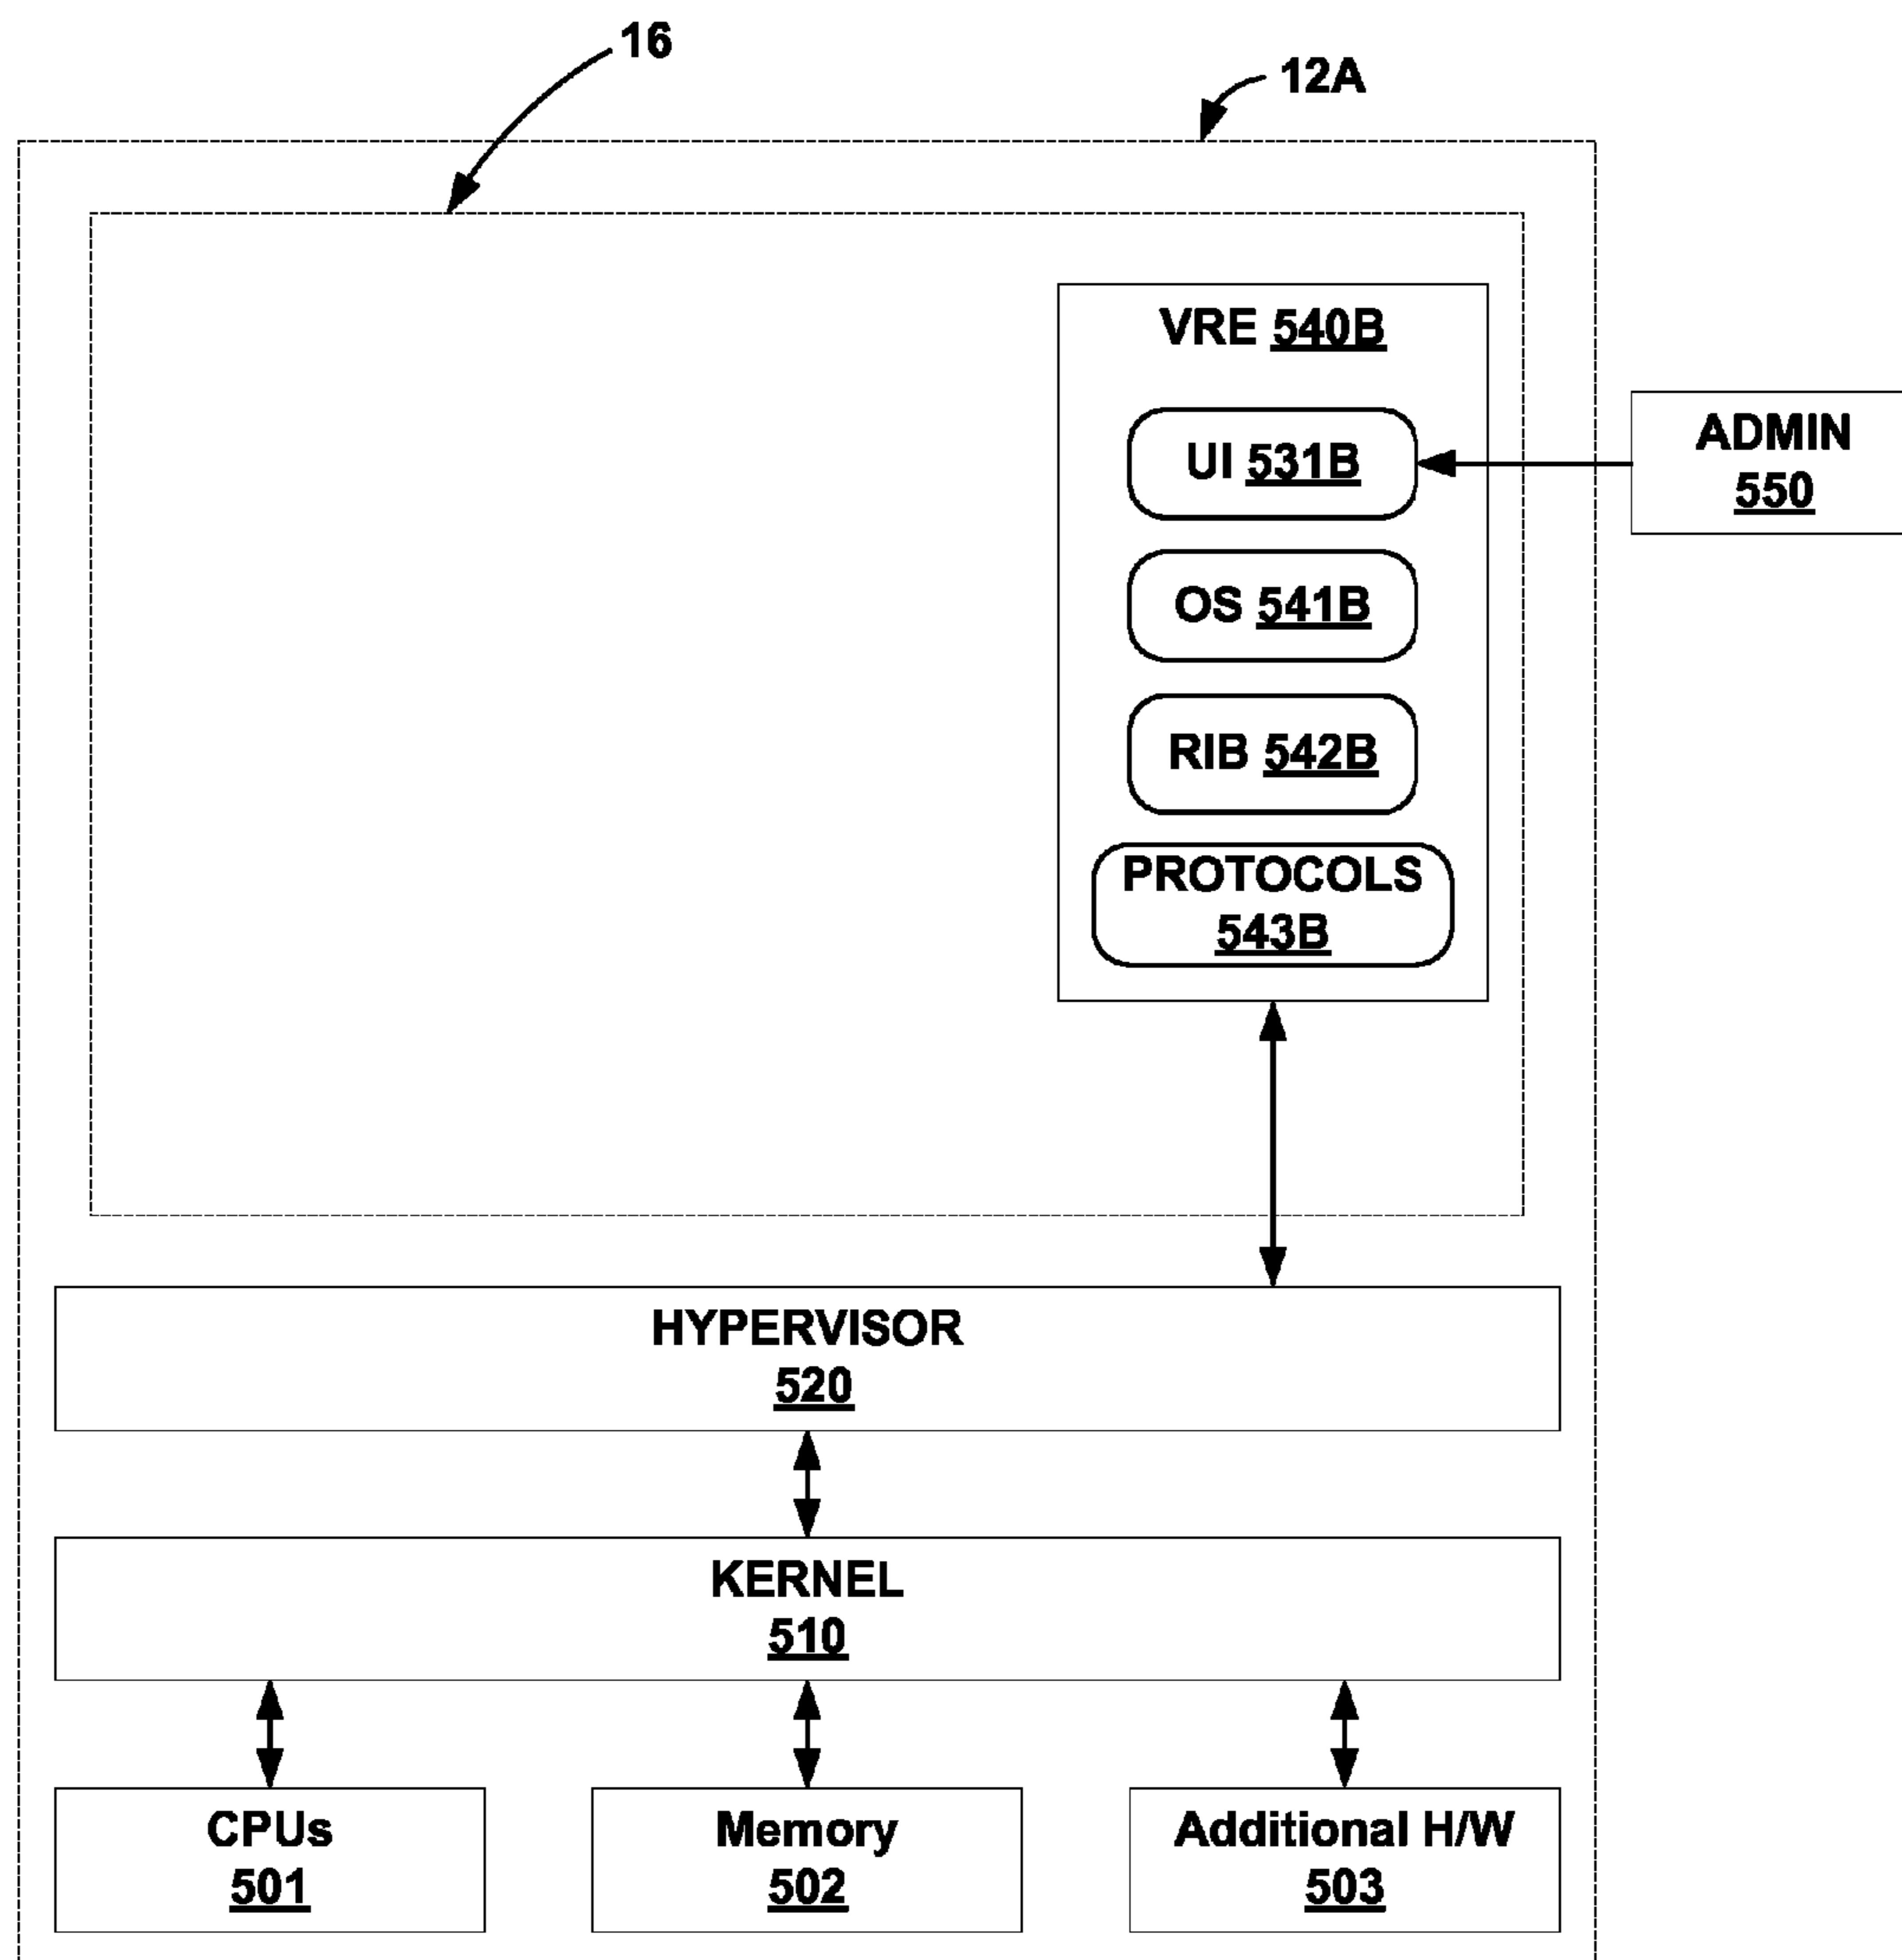 16
12A
VRE 540B
UI 531B
ADMIN
550
OS 541B
RIB 542B
PROTOCOLS
543B
HYPERVISOR
520
KERNEL
510
CPUs
501
Memory
502
Additional H/W
503